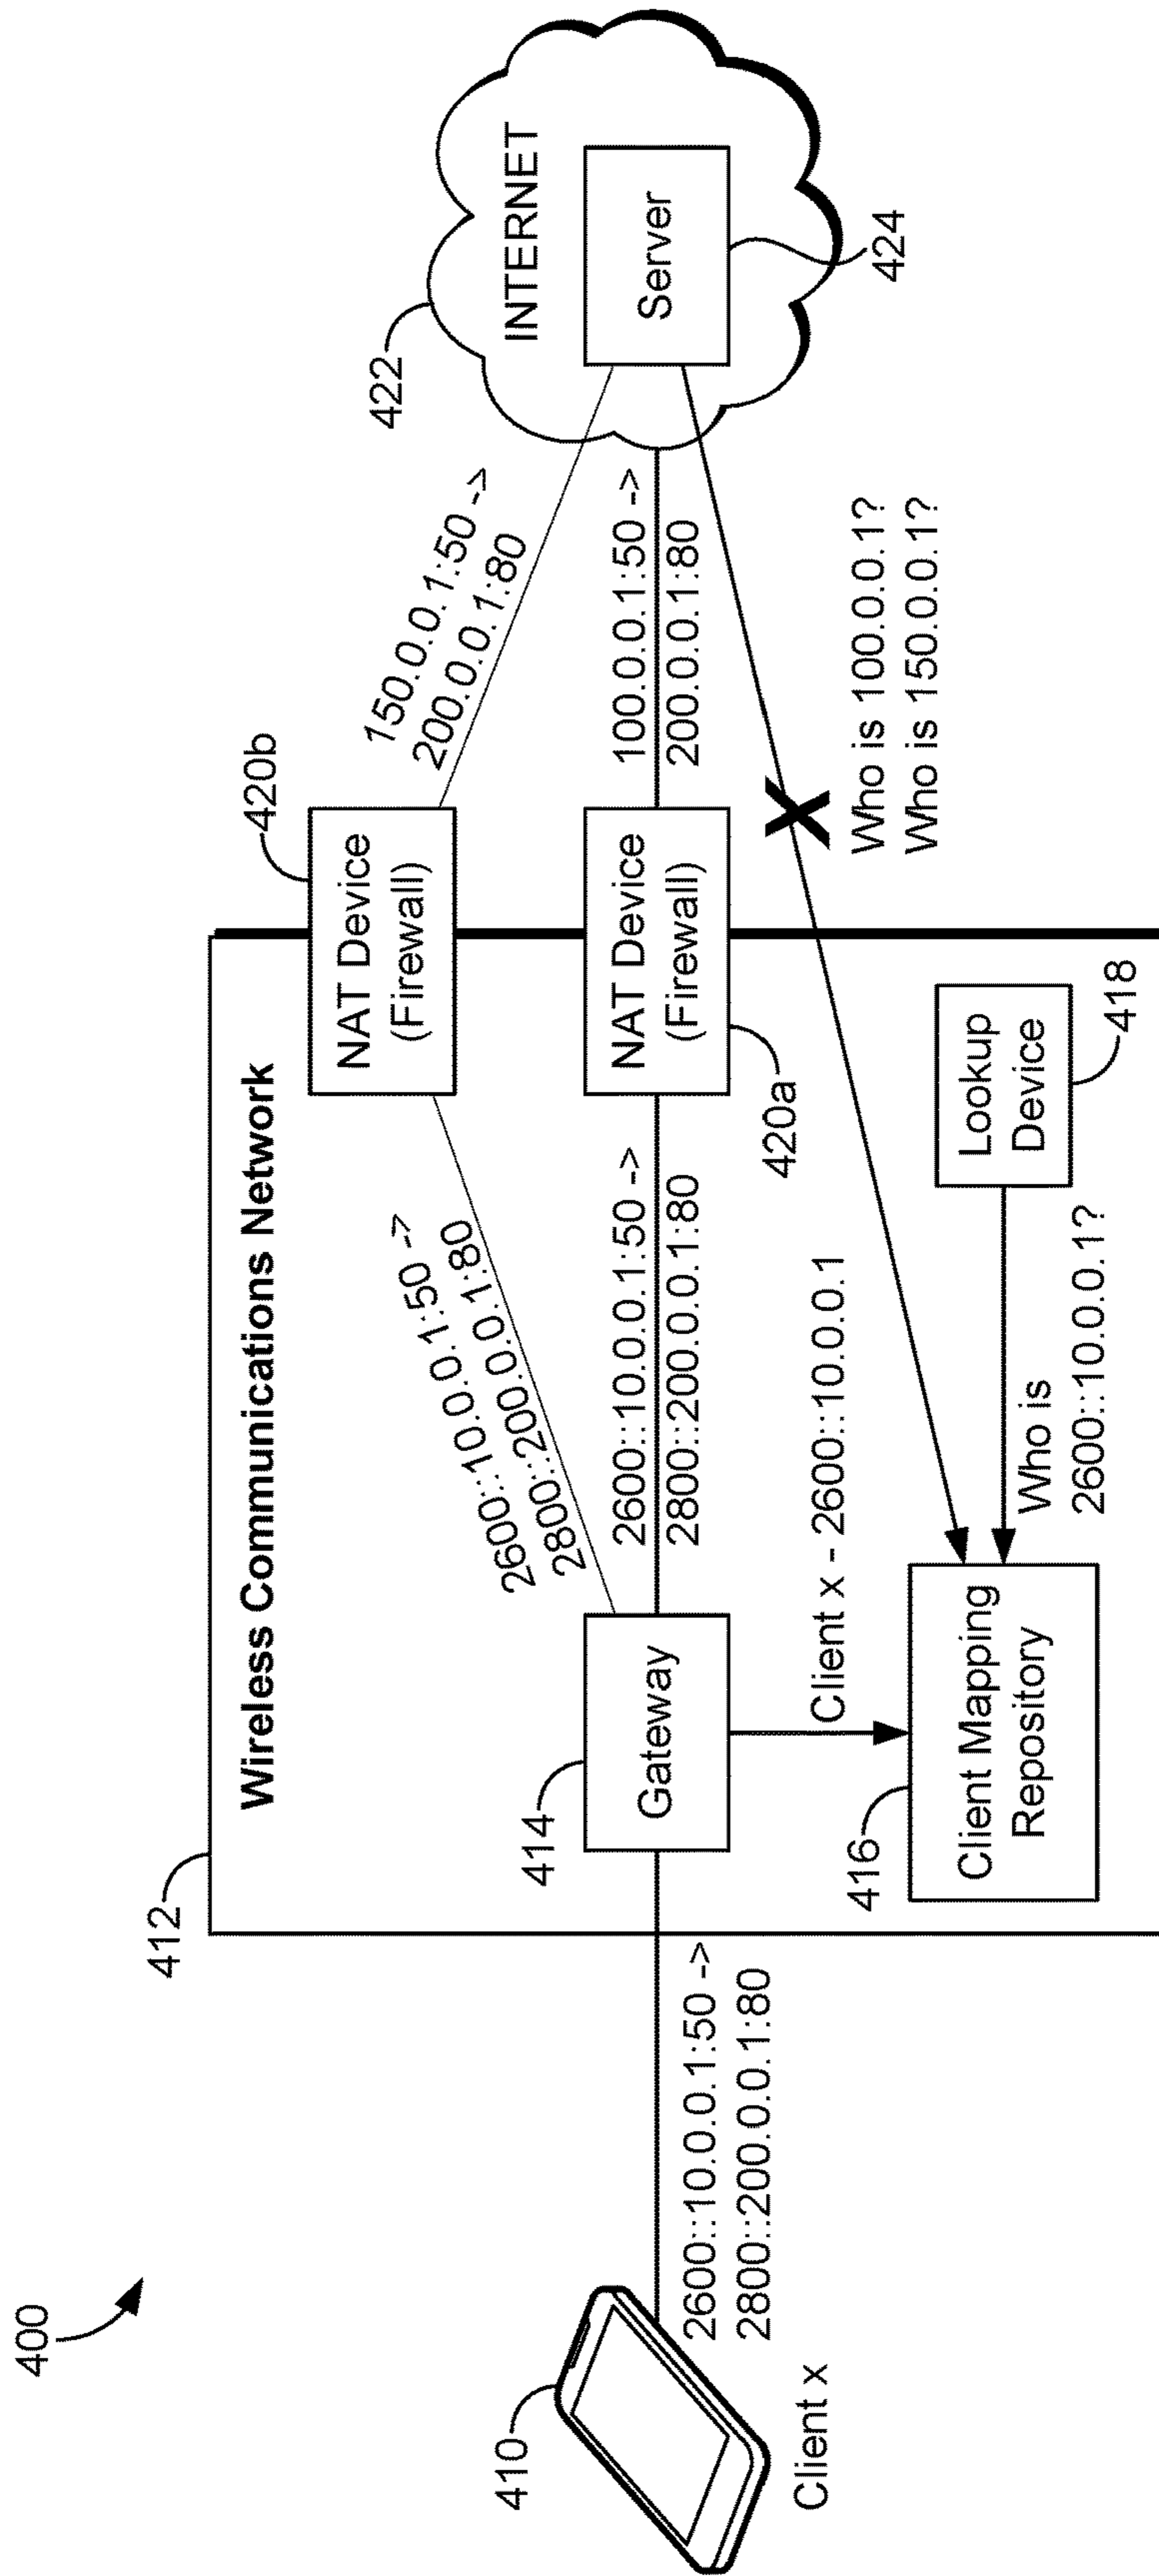 400
412
Wireless Communications Network
410
Client x
2600::10.0.0.1:50 ->
2800::200.0.0.1:80
414
Gateway
2600::10.0.0.1:50 ->
2800::200.0.0.1:80
2600::10.0.0.1:50 ->
2800::200.0.0.1:80
Client x - 2600::10.0.0.1
416
Client Mapping
Repository
Who is
2600::10.0.0.1?
Lookup
Device
418
420b
NAT Device
(Firewall)
NAT Device
(Firewall)
420a
150.0.0.1:50 ->
200.0.0.1:80
100.0.0.1:50 ->
200.0.0.1:80
X
Who is 100.0.0.1?
Who is 150.0.0.1?
422
INTERNET
Server
424